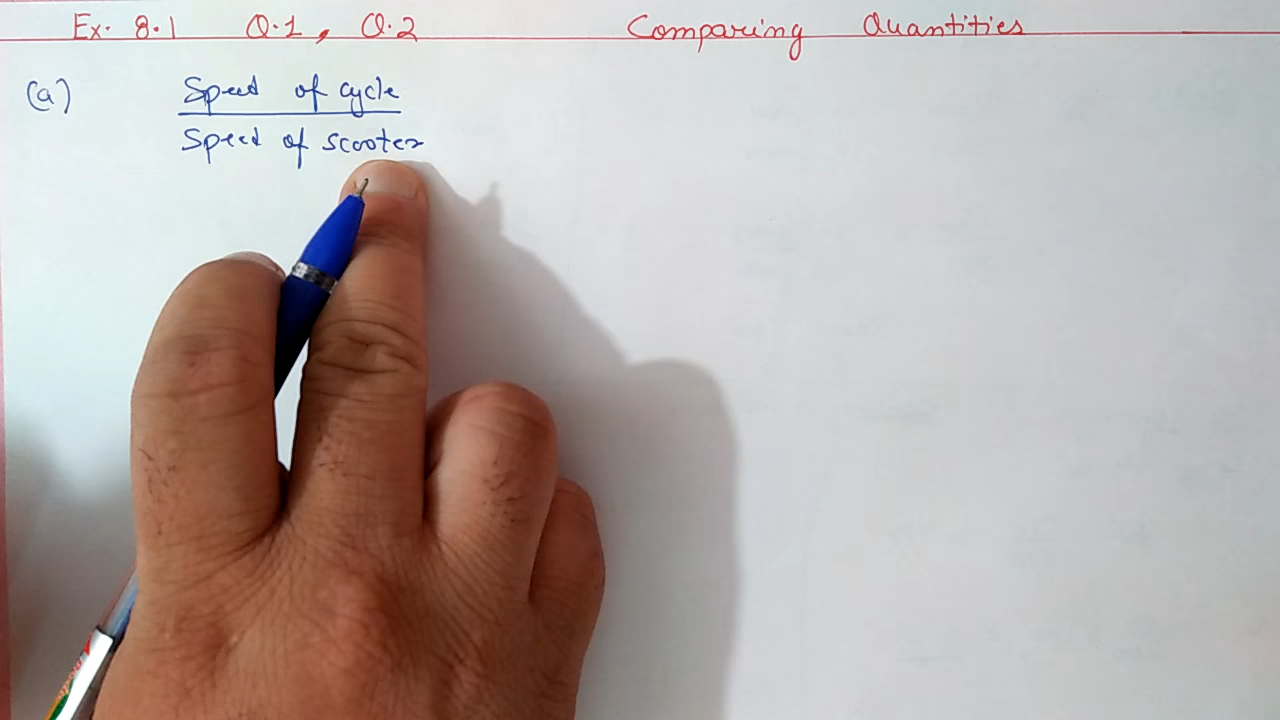 Ex. 8.1 Q.1, Q.2 Comparing Quantities
(a) Speed of cycle
Speed of scooter